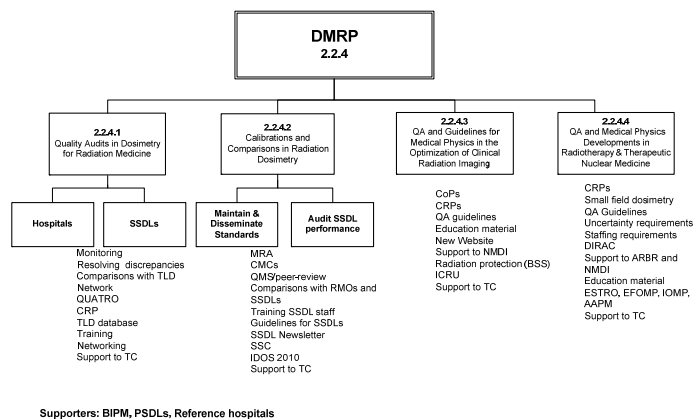 DMRP
2.2.4
2.2.4.1
Quality Audits in Dosimetry
for Radiation Medicine
Hospitals
SSDLs
Monitoring
Resolving discrepancies
Comparisons with TLD
Network
QUATRO
CRP
TLD database
Training
Networking
Support to TC
2.2.4.2
Calibrations and
Comparisons in Radiation
Dosimetry
Maintain &
Disseminate
Standards
Audit SSDL
performance
MRA
CMCs
QMS/peer-review
Comparisons with RMOs and
SSDLs
Training SSDL staff
Guidelines for SSDLs
SSDL Newsletter
SSC
IDOS 2010
Support to TC
2.2.4.3
QA and Guidelines for
Medical Physics in the
Optimization of Clinical
Radiation Imaging
CoPs
CRPs
QA guidelines
Education material
New Website
Support to NMDI
Radiation protection (BSS)
ICRU
Support to TC
2.2.4.4
QA and Medical Physics
Developments in
Radiotherapy & Therapeutic
Nuclear Medicine
CRPs
Small field dosimetry
QA Guidelines
Uncertainty requirements
Staffing requirements
DIRAC
Support to ARBR and
NMDI
Education material
ESTRO, EFOMP, IOMP,
AAPM
Support to TC
Supporters: BIPM, PSDLs, Reference hospitals